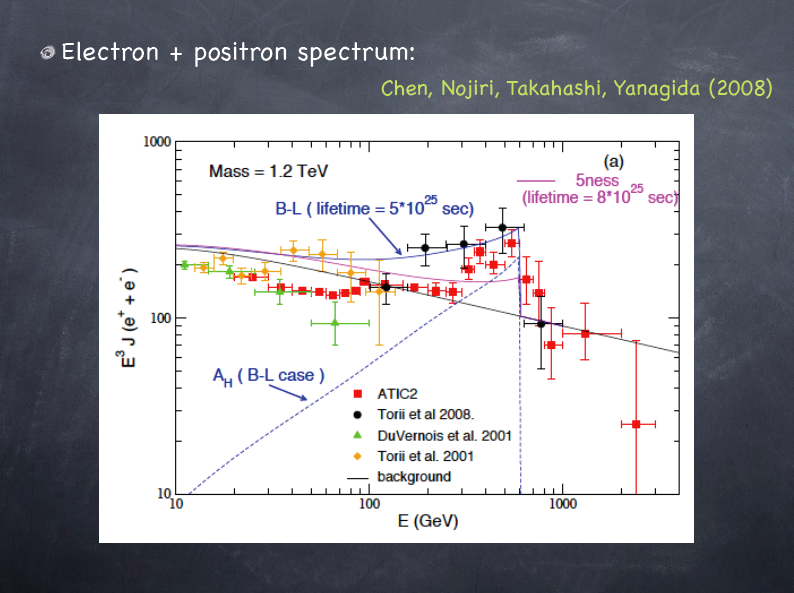 Electron + positron spectrum:
Chen, Nojiri, Takahashi, Yanagida (2008)
1000
Mass = 1.2 TeV
(a)
5ness
(lifetime = 8*10^25 sec)
B-L ( lifetime = 5*10^25 sec)
E^3 J (e^+ + e^-)
100
A_H ( B-L case )
ATIC2
Torii et al 2008.
DuVernois et al. 2001
Torii et al. 2001
background
10
10 100 1000
E (GeV)